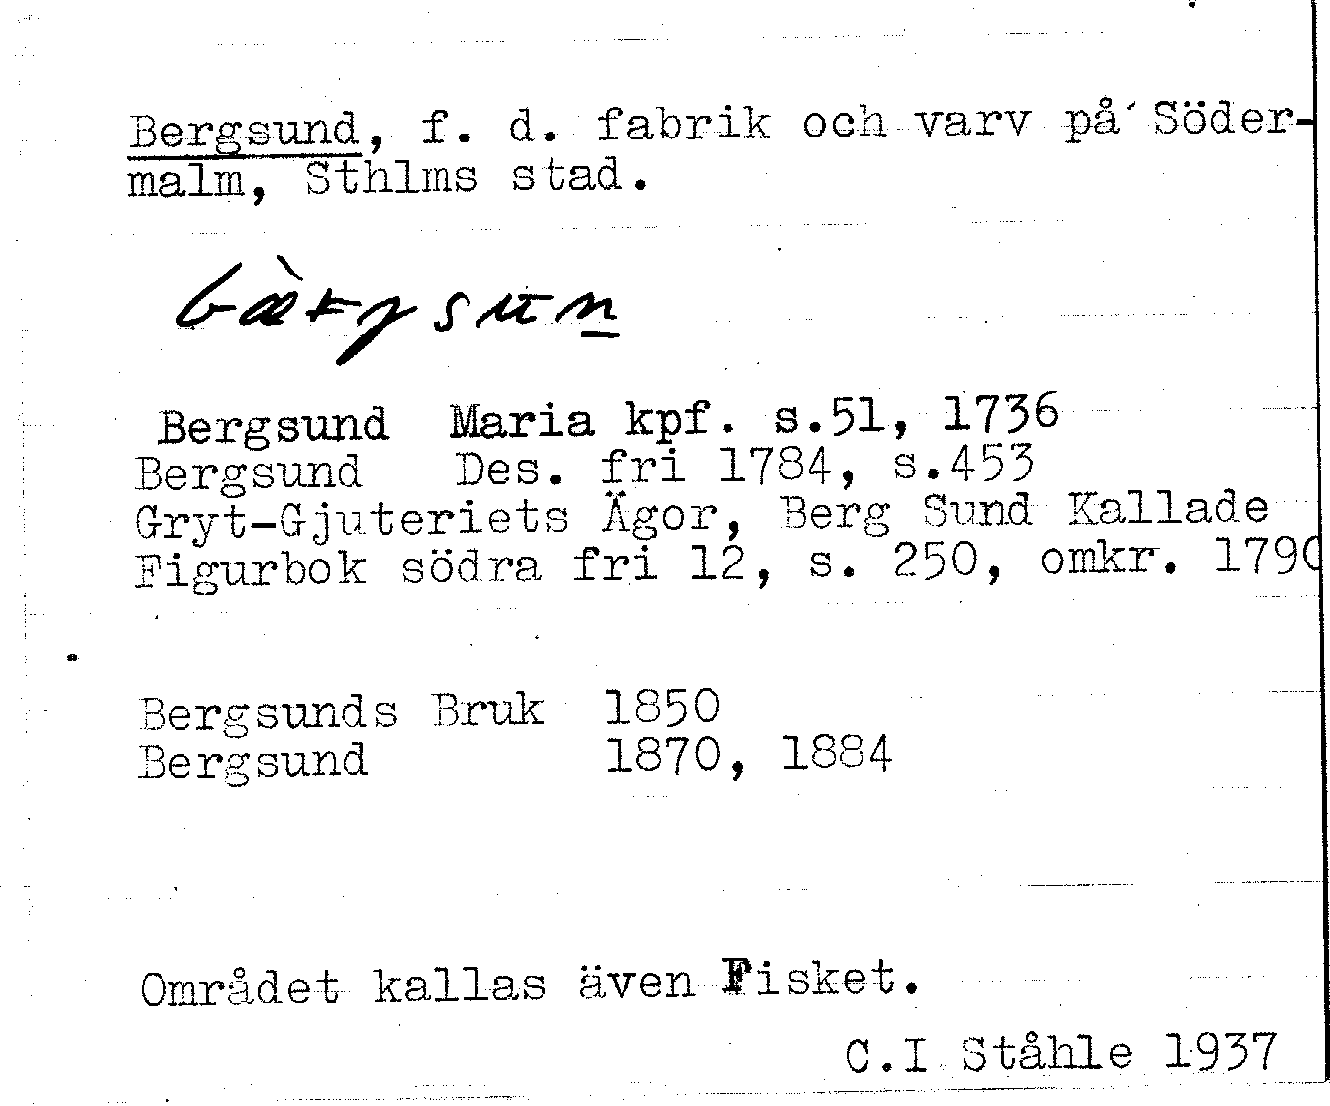 Bergsund, f. d. fabrik och varv på Söder-
malm, Sthlms stad.
bæ̀rgsun
Bergsund Maria kpf. s.51, 1736
Bergsund Des. fri 1784, s.453
Gryt-Gjuteriets Ägor, Berg Sund Kallade
Figurbok södra fri 12, s. 250, omkr. 1790
Bergsunds Bruk 1850
Bergsund 1870, 1884
Området kallas även Fisket.
C.I Ståhle 1937